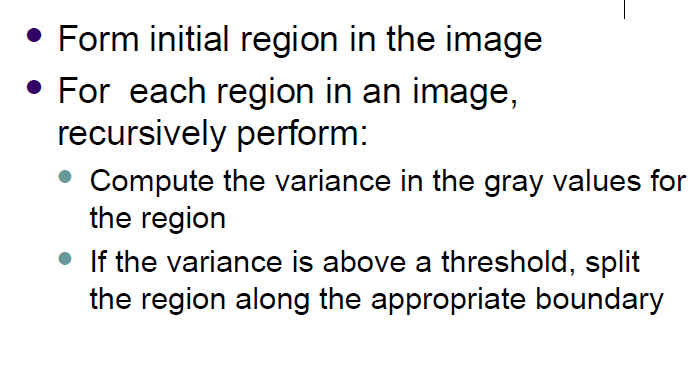 Form initial region in the image
For each region in an image,
recursively perform:
Compute the variance in the gray values for
the region
If the variance is above a threshold, split
the region along the appropriate boundary